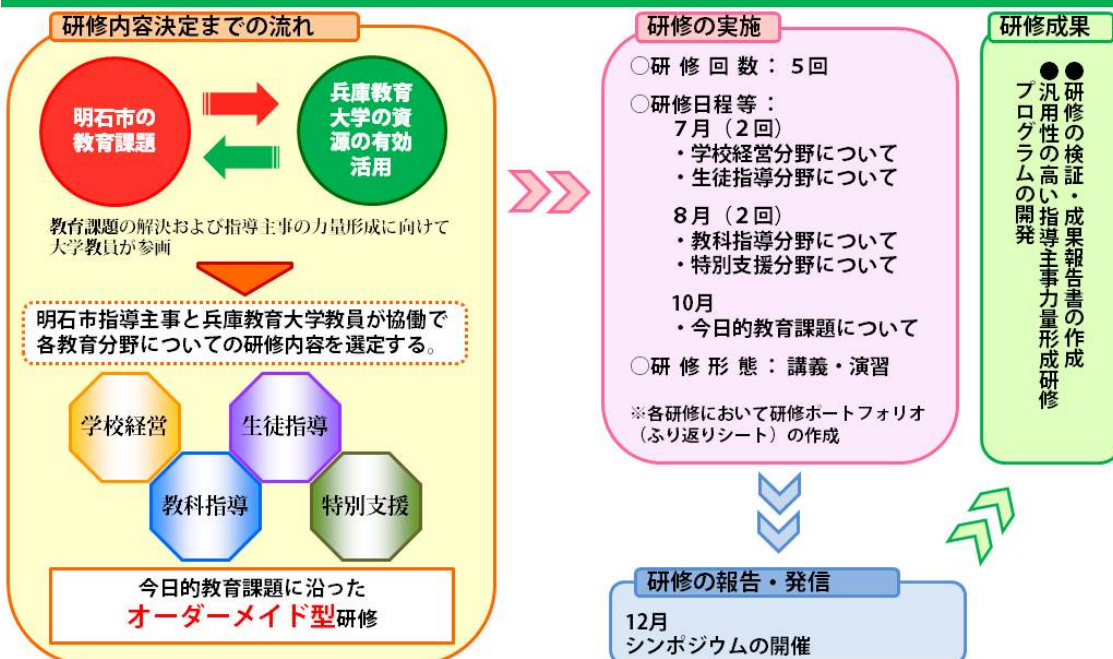 研修内容決定までの流れ
明石市の
教育課題
兵庫教育
大学の資
源の有効
活用
教育課題の解決および指導主事の力量形成に向けて
大学教員が参画
明石市指導主事と兵庫教育大学教員が協働で
各教育分野についての研修内容を選定する。
学校経営
生徒指導
教科指導
特別支援
今日的教育課題に沿った
オーダーメイド型研修
研修の実施
○研修回数：5回
○研修日程等：
7月（2回）
・学校経営分野について
・生徒指導分野について
8月（2回）
・教科指導分野について
・特別支援分野について
10月
・今日的教育課題について
○研修形態：講義・演習
※各研修において研修ポートフォリオ
（ふり返りシート）の作成
研修の報告・発信
12月
シンポジウムの開催
研修成果
●研修の検証・成果報告書の作成
●汎用性の高い指導主事力量形成研修
プログラムの開発